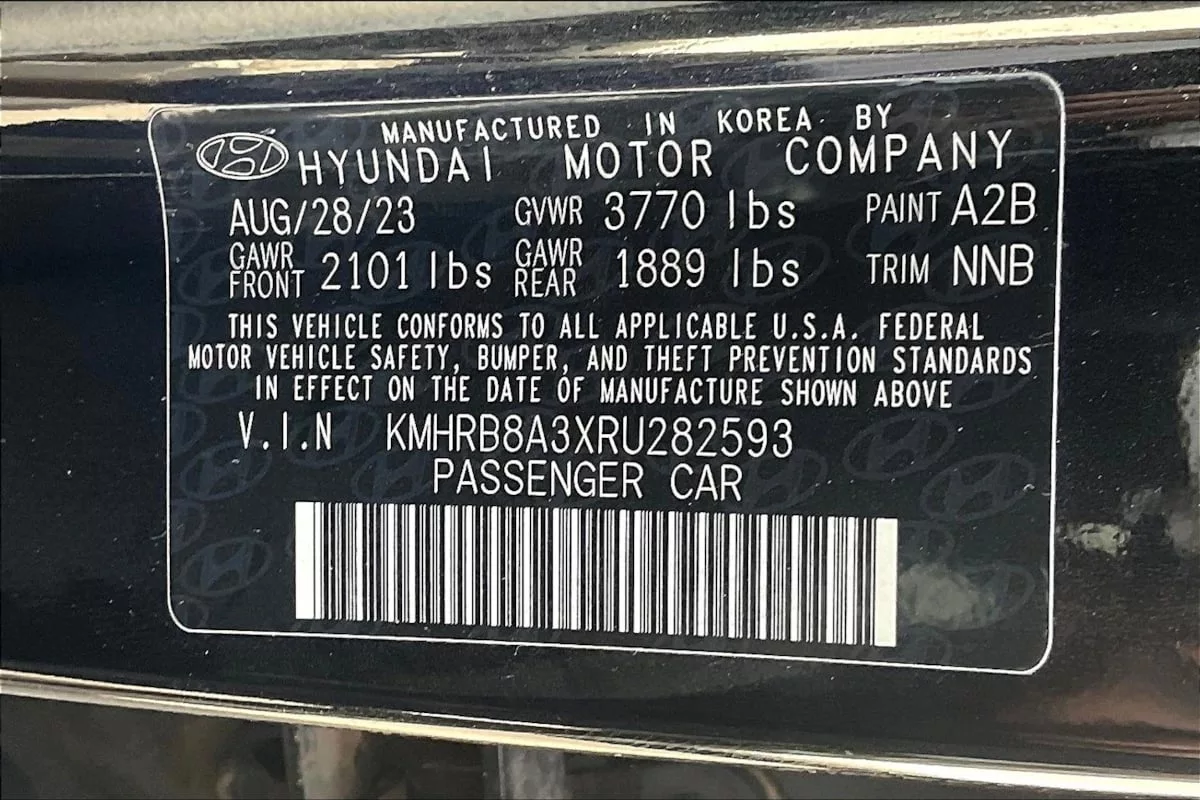 MANUFACTURED IN KOREA BY
HYUNDAI MOTOR COMPANY
AUG/28/23 GVWR 3770 lbs PAINT A2B
GAWR FRONT 2101 lbs GAWR REAR 1889 lbs TRIM NNB
THIS VEHICLE CONFORMS TO ALL APPLICABLE U.S.A. FEDERAL
MOTOR VEHICLE SAFETY, BUMPER, AND THEFT PREVENTION STANDARDS
IN EFFECT ON THE DATE OF MANUFACTURE SHOWN ABOVE
V.I.N KMHRB8A3XRU282593
PASSENGER CAR